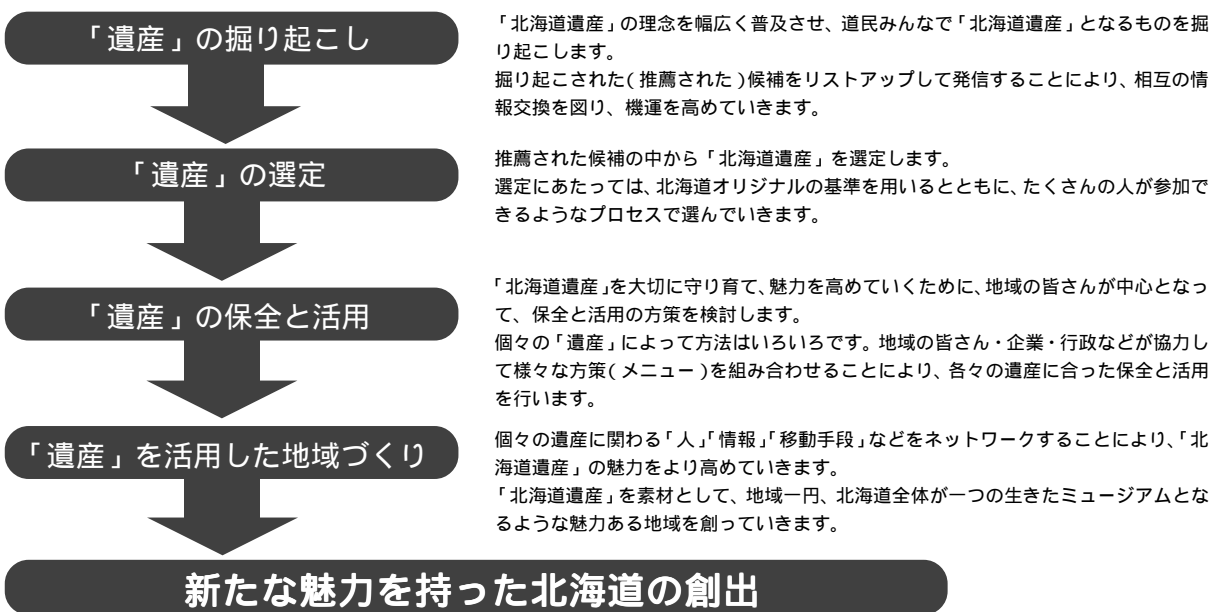 「遺産」の掘り起こし
「北海道遺産」の理念を幅広く普及させ、道民みんなで「北海道遺産」となるものを掘
り起こします。
掘り起こされた(推薦された)候補をリストアップして発信することにより、相互の情
報交換を図り、機運を高めていきます。
「遺産」の選定
推薦された候補の中から「北海道遺産」を選定します。
選定にあたっては、北海道オリジナルの基準を用いるとともに、たくさんの人が参加で
きるようなプロセスで選んでいきます。
「遺産」の保全と活用
「北海道遺産」を大切に守り育て、魅力を高めていくために、地域の皆さんが中心となっ
て、保全と活用の方策を検討します。
個々の「遺産」によって方法はいろいろです。地域の皆さん・企業・行政などが協力し
て様々な方策(メニュー)を組み合わせることにより、各々の遺産に合った保全と活用
を行います。
「遺産」を活用した地域づくり
個々の遺産に関わる「人」「情報」「移動手段」などをネットワークすることにより、「北
海道遺産」の魅力をより高めていきます。
「北海道遺産」を素材として、地域一円、北海道全体が一つの生きたミュージアムとな
るような魅力ある地域を創っていきます。
新たな魅力を持った北海道の創出